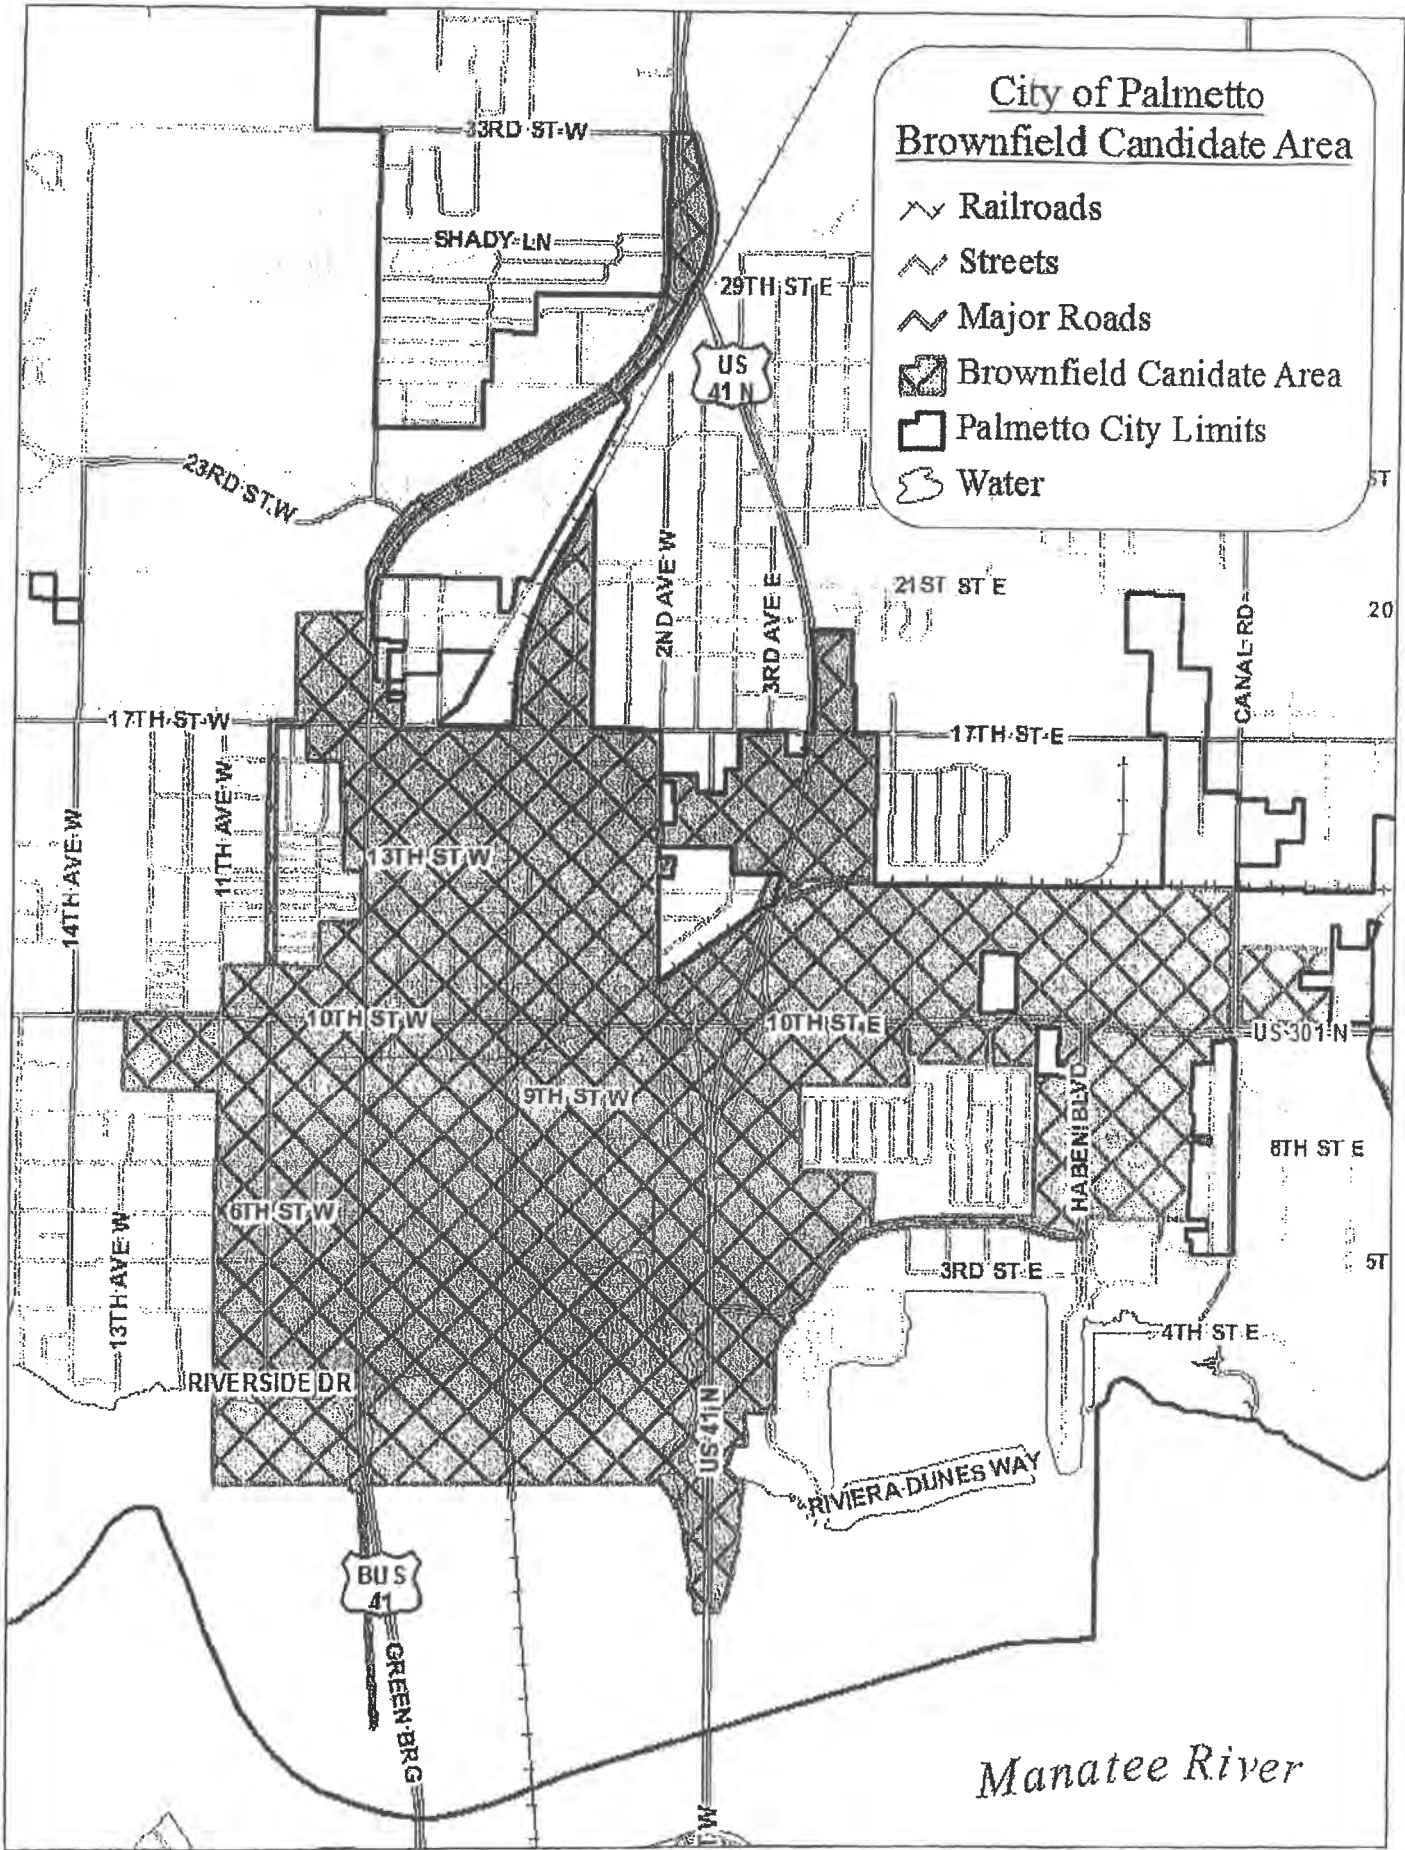 City of Palmetto
Brownfield Candidate Area
Railroads
Streets
Major Roads
Brownfield Canidate Area
Palmetto City Limits
Water
33RD ST W
SHADY LN
29TH ST E
US
41 N
23RD ST W
ST
2ND AVE W
3RD AVE E
21ST ST E
20
CANAL RD
17TH ST W
17TH ST E
14TH AVE W
11TH AVE W
13TH ST W
10TH ST W
10TH ST E
US 301 N
9TH ST W
HABEN BLVD
8TH ST E
6TH ST W
13TH AVE W
3RD ST E
5T
4TH ST E
RIVERSIDE DR
US 41 N
RIVIERA DUNES WAY
BUS
41
GREEN BRG
Manatee River